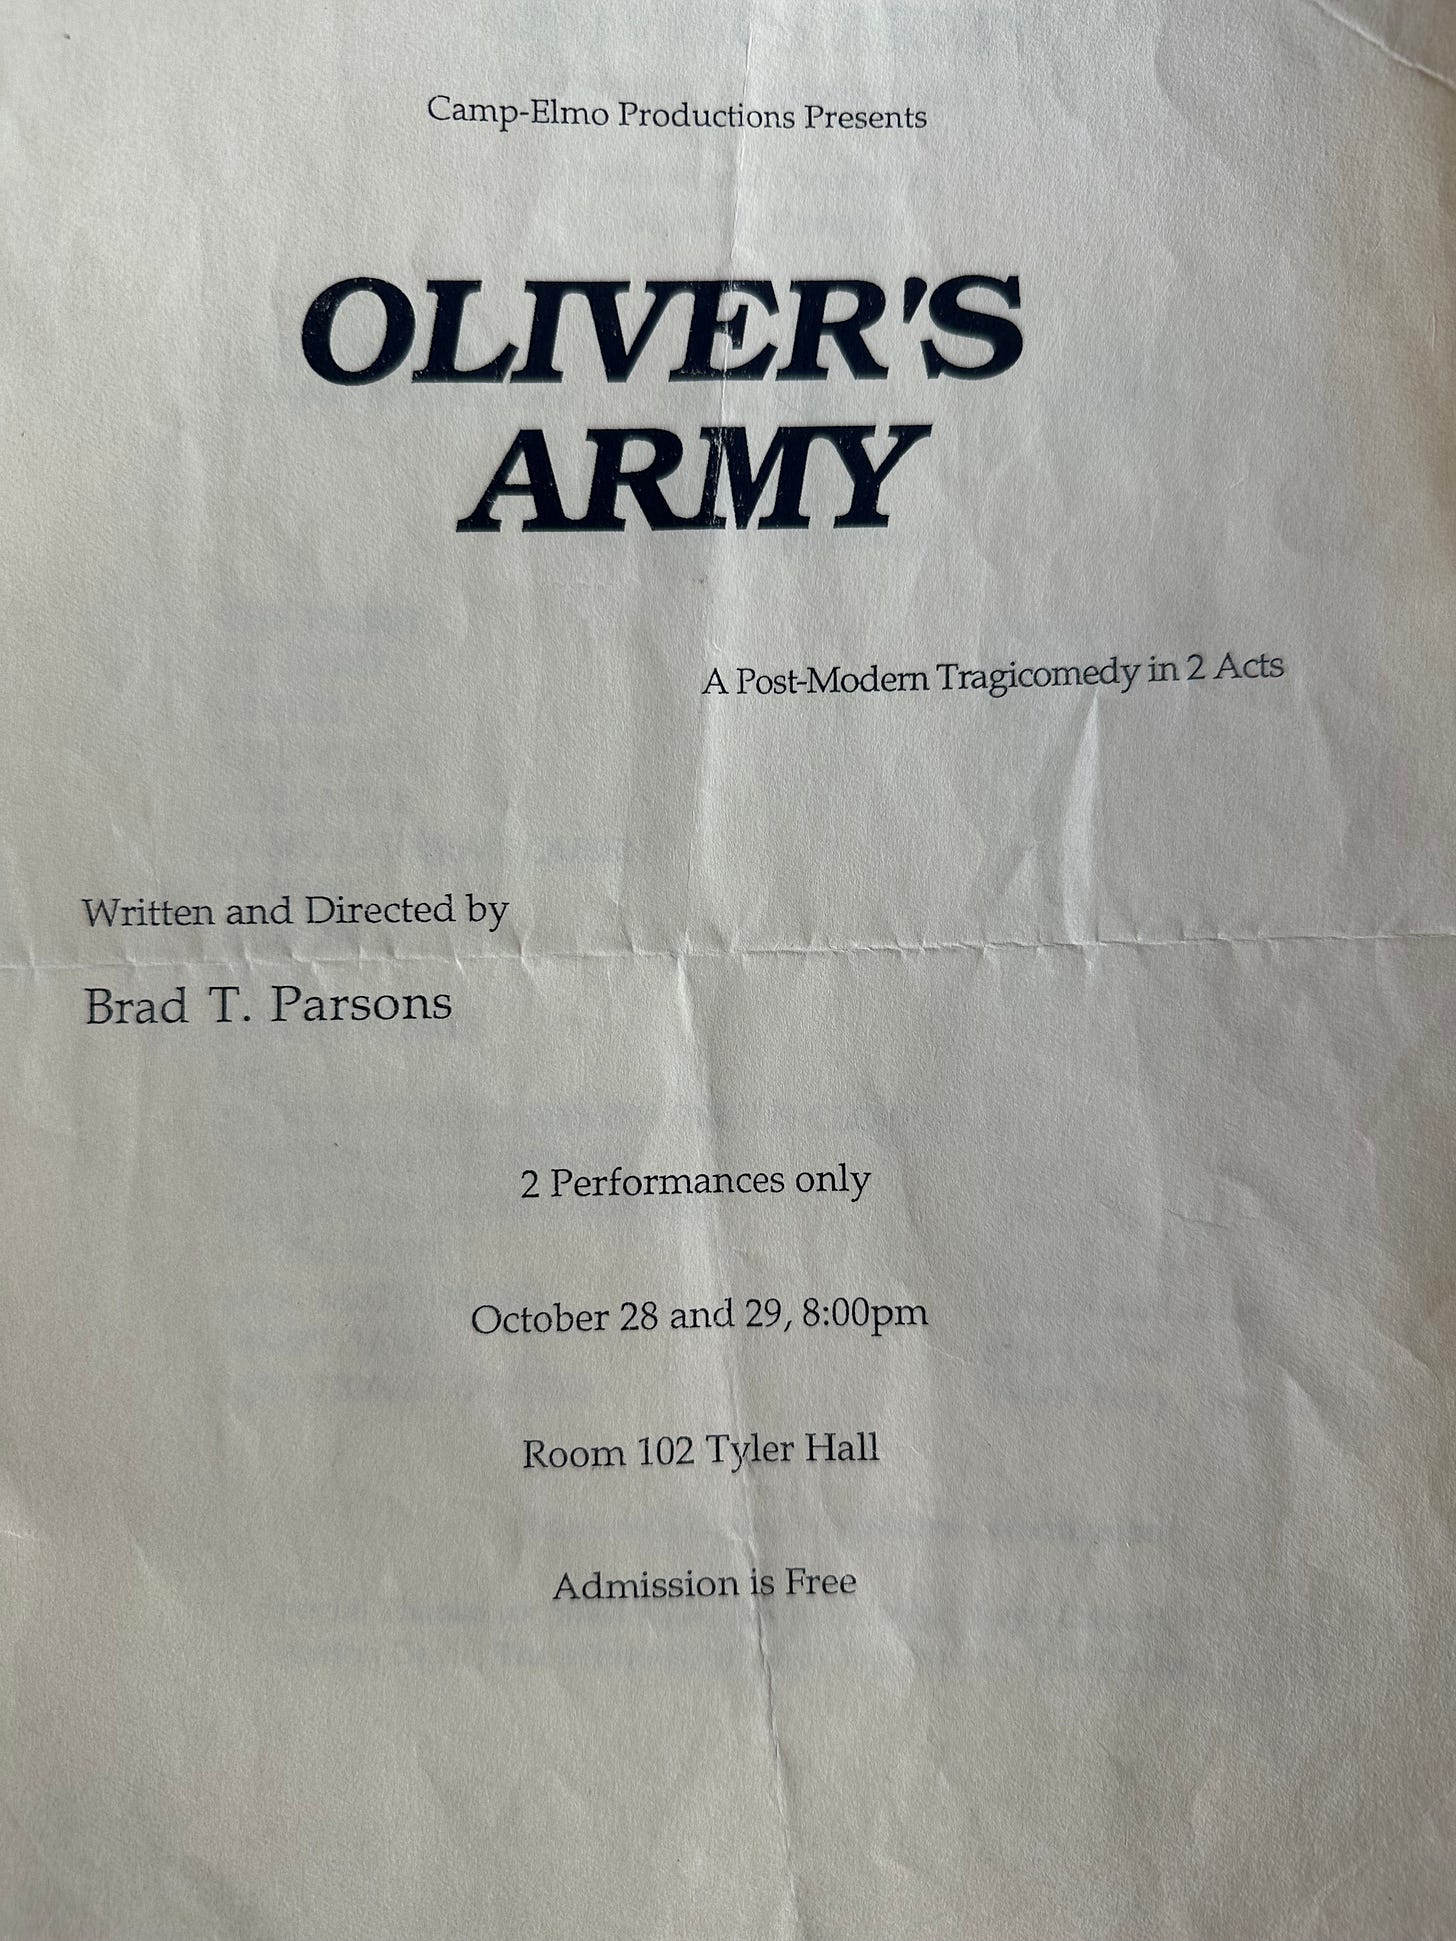 Camp-Elmo Productions Presents
OLIVER'S
ARMY
A Post-Modern Tragicomedy in 2 Acts
Written and Directed by
Brad T. Parsons
2 Performances only
October 28 and 29, 8:00pm
Room 102 Tyler Hall
Admission is Free